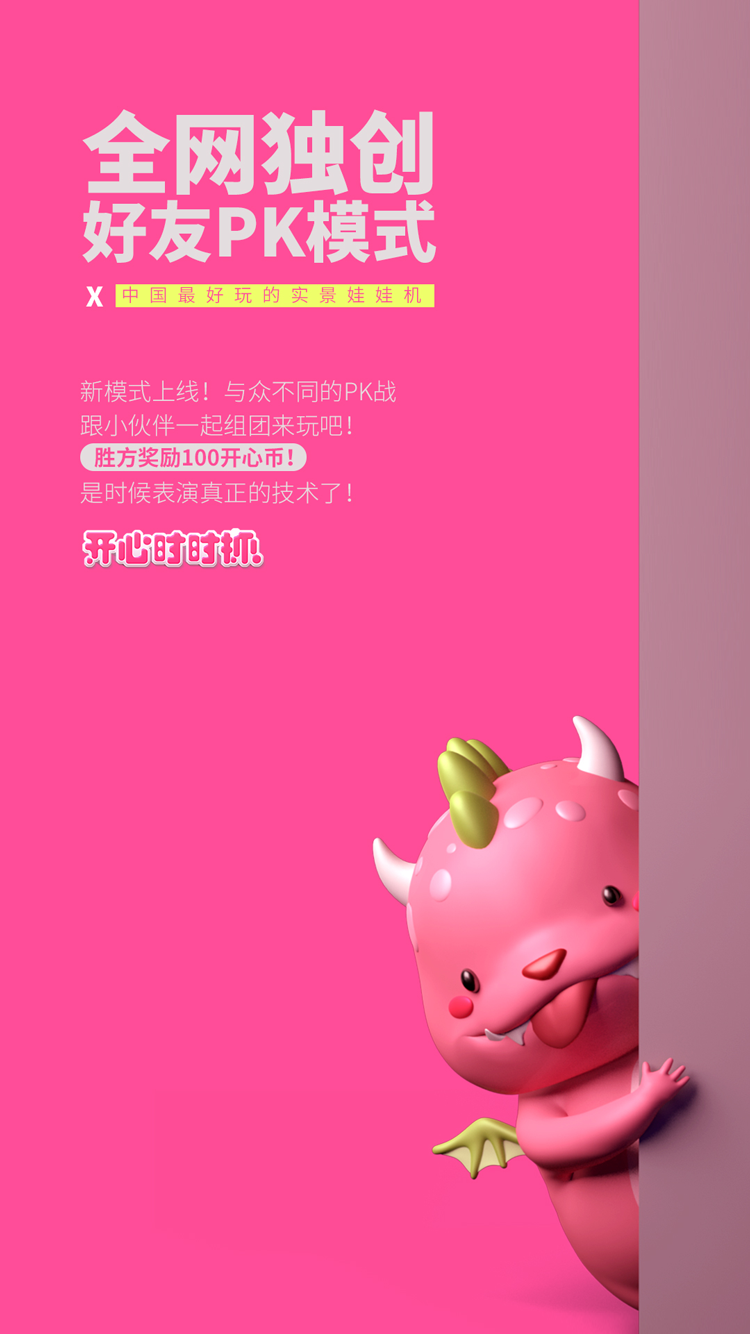 全网独创
好友PK模式
X 中国最好玩的实景娃娃机
新模式上线！与众不同的PK战
跟小伙伴一起组团来玩吧！
胜方奖励100开心币！
是时候表演真正的技术了！
开心时时抓